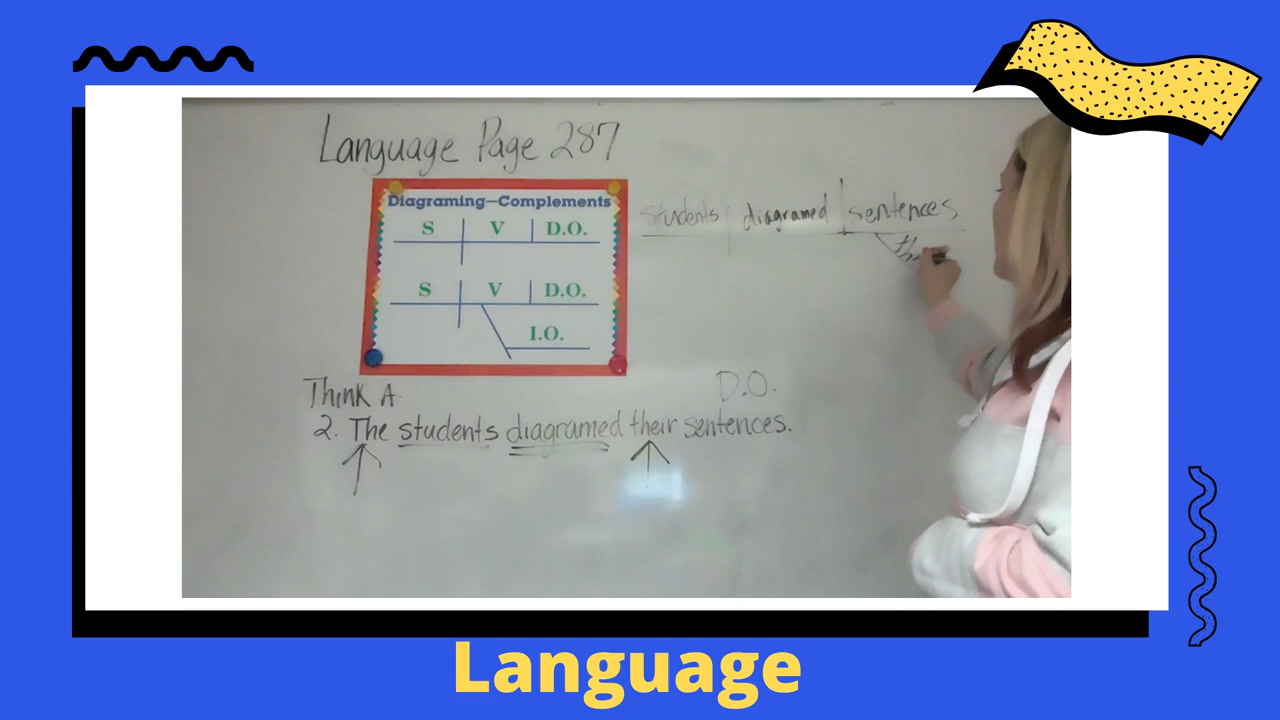 Language Page 287
Diagraming—Complements
S V D.O.
S V D.O.
I.O.
students diagramed sentences
Think A.
D.O.
2. The students diagramed their sentences.
Language